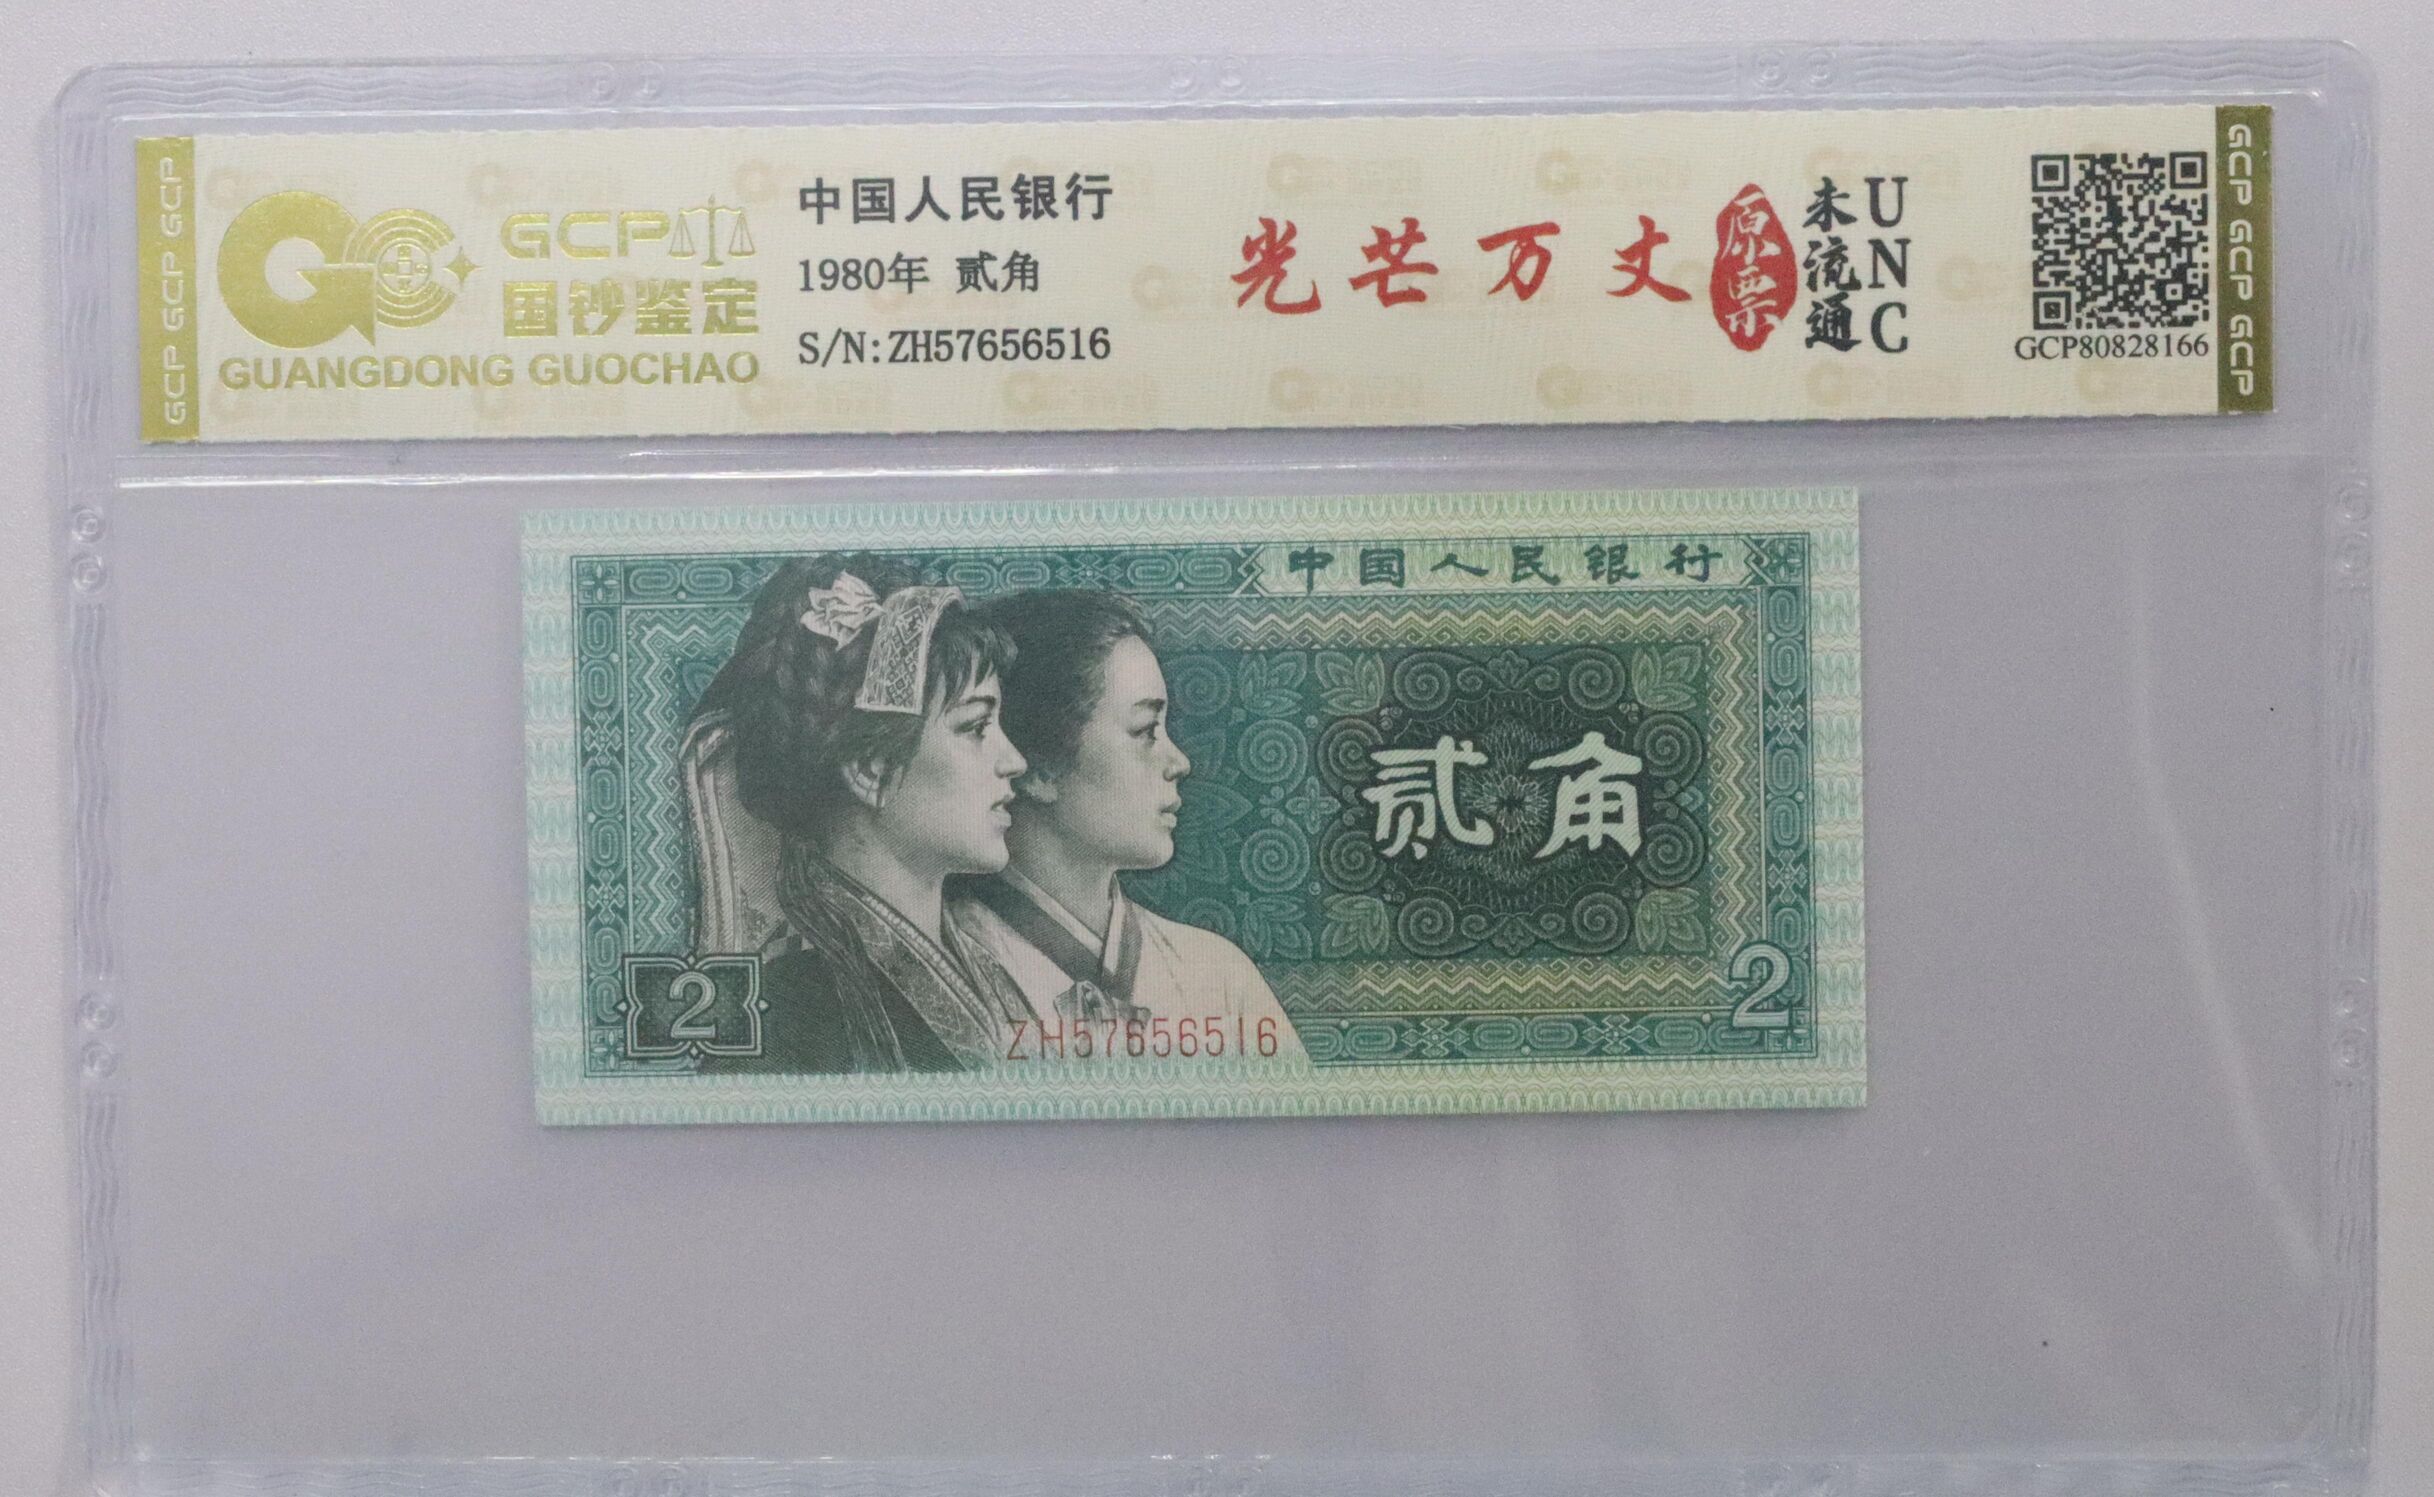 GCP GCP GCP
GCP
国钞鉴定
GUANGDONG GUOCHAO
中国人民银行
1980年 贰角
S/N:ZH57656516
光芒万丈
原票
未流通
UNC
GCP80828166
GCP GCP GCP
中国人民银行
贰角
2
ZH57656516
2